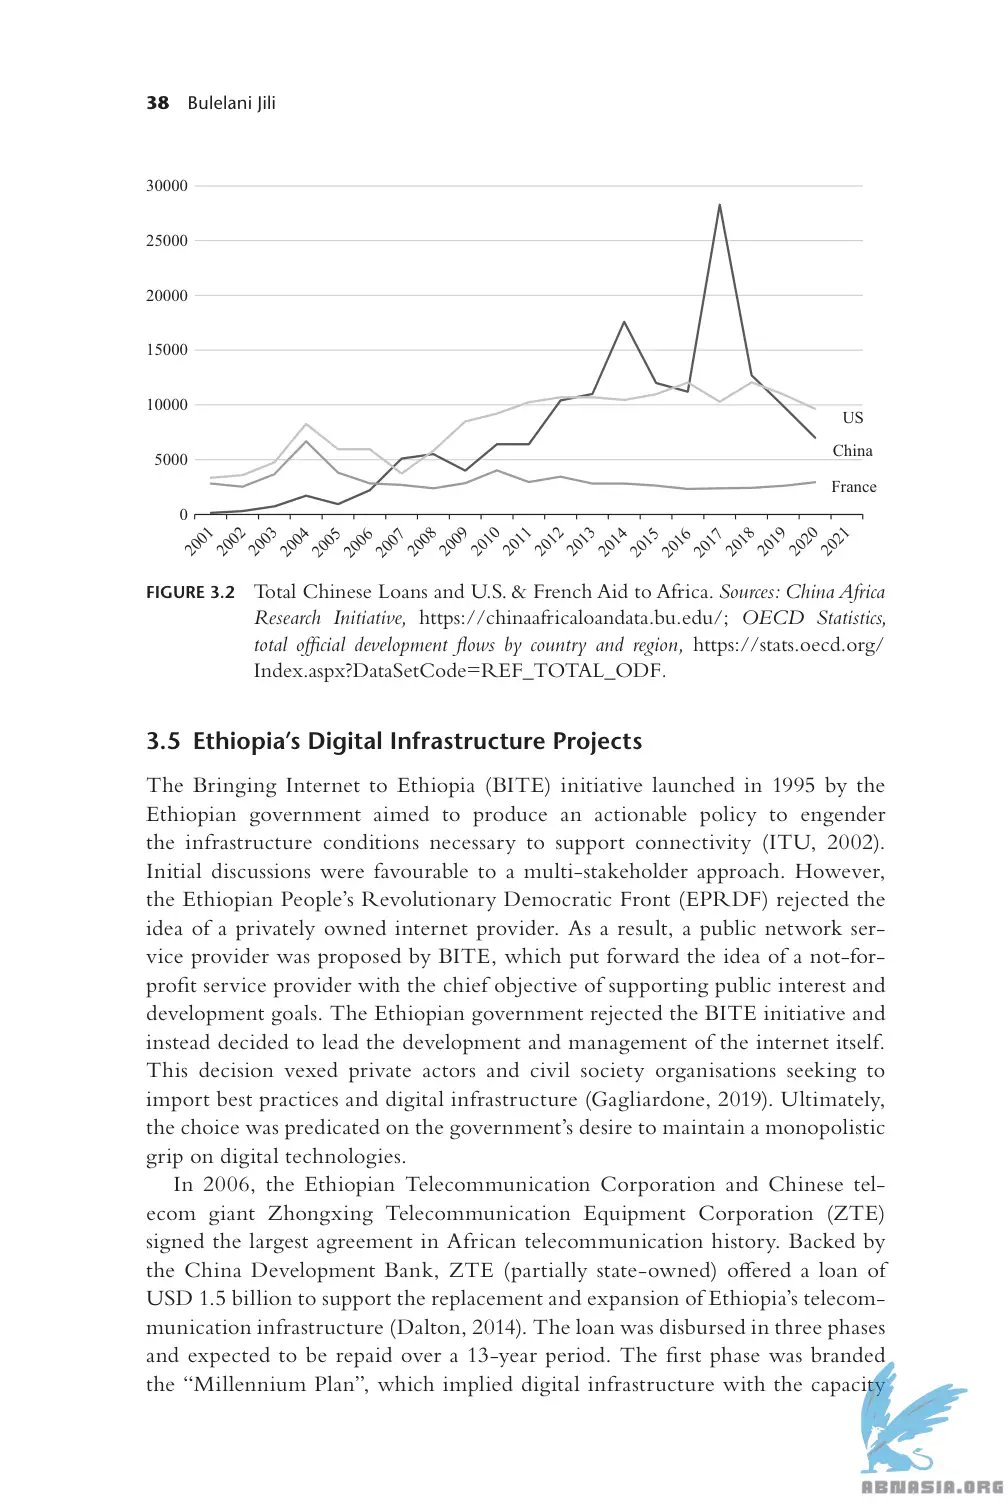 38 Bulelani Jili
30000
25000
20000
15000
10000
5000
0
US
China
France
2001 2002 2003 2004 2005 2006 2007 2008 2009 2010 2011 2012 2013 2014 2015 2016 2017 2018 2019 2020 2021
FIGURE 3.2 Total Chinese Loans and U.S. & French Aid to Africa. Sources: China Africa
Research Initiative, https://chinaafricaloandata.bu.edu/; OECD Statistics,
total official development flows by country and region, https://stats.oecd.org/
Index.aspx?DataSetCode=REF_TOTAL_ODF.
3.5 Ethiopia’s Digital Infrastructure Projects
The Bringing Internet to Ethiopia (BITE) initiative launched in 1995 by the
Ethiopian government aimed to produce an actionable policy to engender
the infrastructure conditions necessary to support connectivity (ITU, 2002).
Initial discussions were favourable to a multi-stakeholder approach. However,
the Ethiopian People’s Revolutionary Democratic Front (EPRDF) rejected the
idea of a privately owned internet provider. As a result, a public network ser-
vice provider was proposed by BITE, which put forward the idea of a not-for-
profit service provider with the chief objective of supporting public interest and
development goals. The Ethiopian government rejected the BITE initiative and
instead decided to lead the development and management of the internet itself.
This decision vexed private actors and civil society organisations seeking to
import best practices and digital infrastructure (Gagliardone, 2019). Ultimately,
the choice was predicated on the government’s desire to maintain a monopolistic
grip on digital technologies.
In 2006, the Ethiopian Telecommunication Corporation and Chinese tel-
ecom giant Zhongxing Telecommunication Equipment Corporation (ZTE)
signed the largest agreement in African telecommunication history. Backed by
the China Development Bank, ZTE (partially state-owned) offered a loan of
USD 1.5 billion to support the replacement and expansion of Ethiopia’s telecom-
munication infrastructure (Dalton, 2014). The loan was disbursed in three phases
and expected to be repaid over a 13-year period. The first phase was branded
the “Millennium Plan”, which implied digital infrastructure with the capacity
ABNASIA.ORG